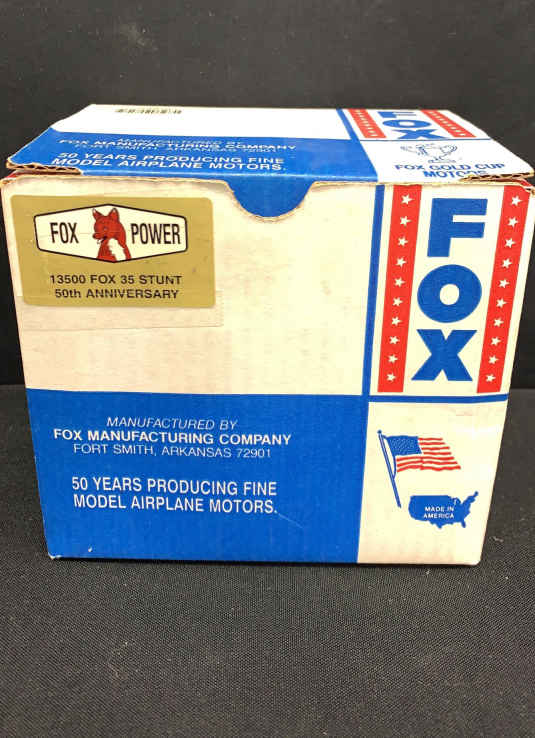 MANUFACTURED BY
FOX MANUFACTURING COMPANY
FORT SMITH, ARKANSAS 72901
50 YEARS PRODUCING FINE
MODEL AIRPLANE MOTORS.
FOX
FOX GOLD CUP
MOTORS
FOX POWER
13500 FOX 35 STUNT
50th ANNIVERSARY
FOX
MANUFACTURED BY
FOX MANUFACTURING COMPANY
FORT SMITH, ARKANSAS 72901
50 YEARS PRODUCING FINE
MODEL AIRPLANE MOTORS.
MADE IN
AMERICA